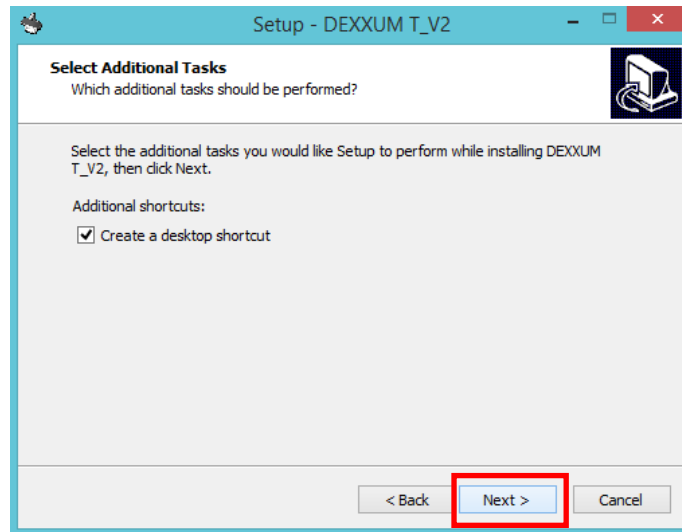 Setup - DEXXUM T_V2
Select Additional Tasks
Which additional tasks should be performed?
Select the additional tasks you would like Setup to perform while installing DEXXUM
T_V2, then click Next.
Additional shortcuts:
Create a desktop shortcut
< Back Next > Cancel